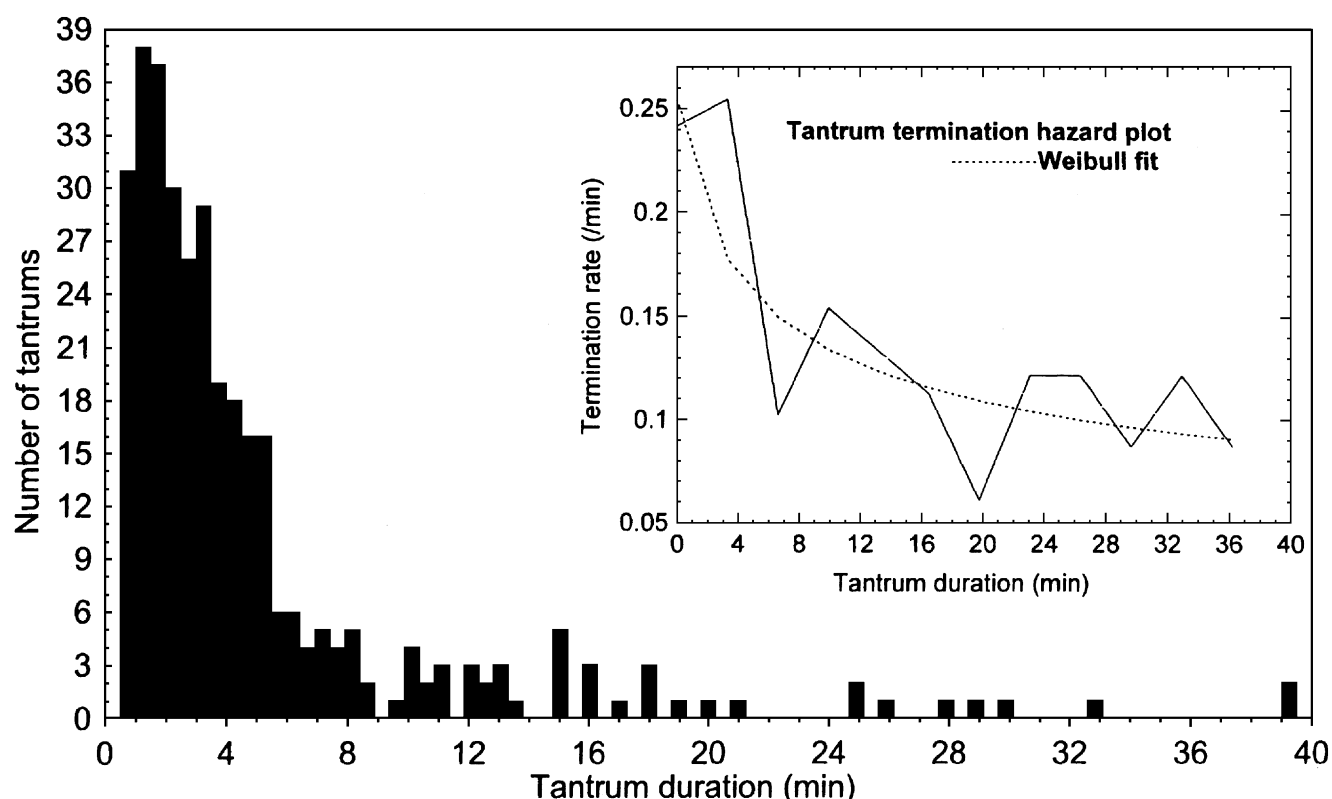 39
36
33
30
27
24
21
18
15
12
9
6
3
0
Number of tantrums
0 4 8 12 16 20 24 28 32 36 40
Tantrum duration (min)
Tantrum termination hazard plot
Weibull fit
0.25
0.2
0.15
0.1
0.05
Termination rate (/min)
0 4 8 12 16 20 24 28 32 36 40
Tantrum duration (min)